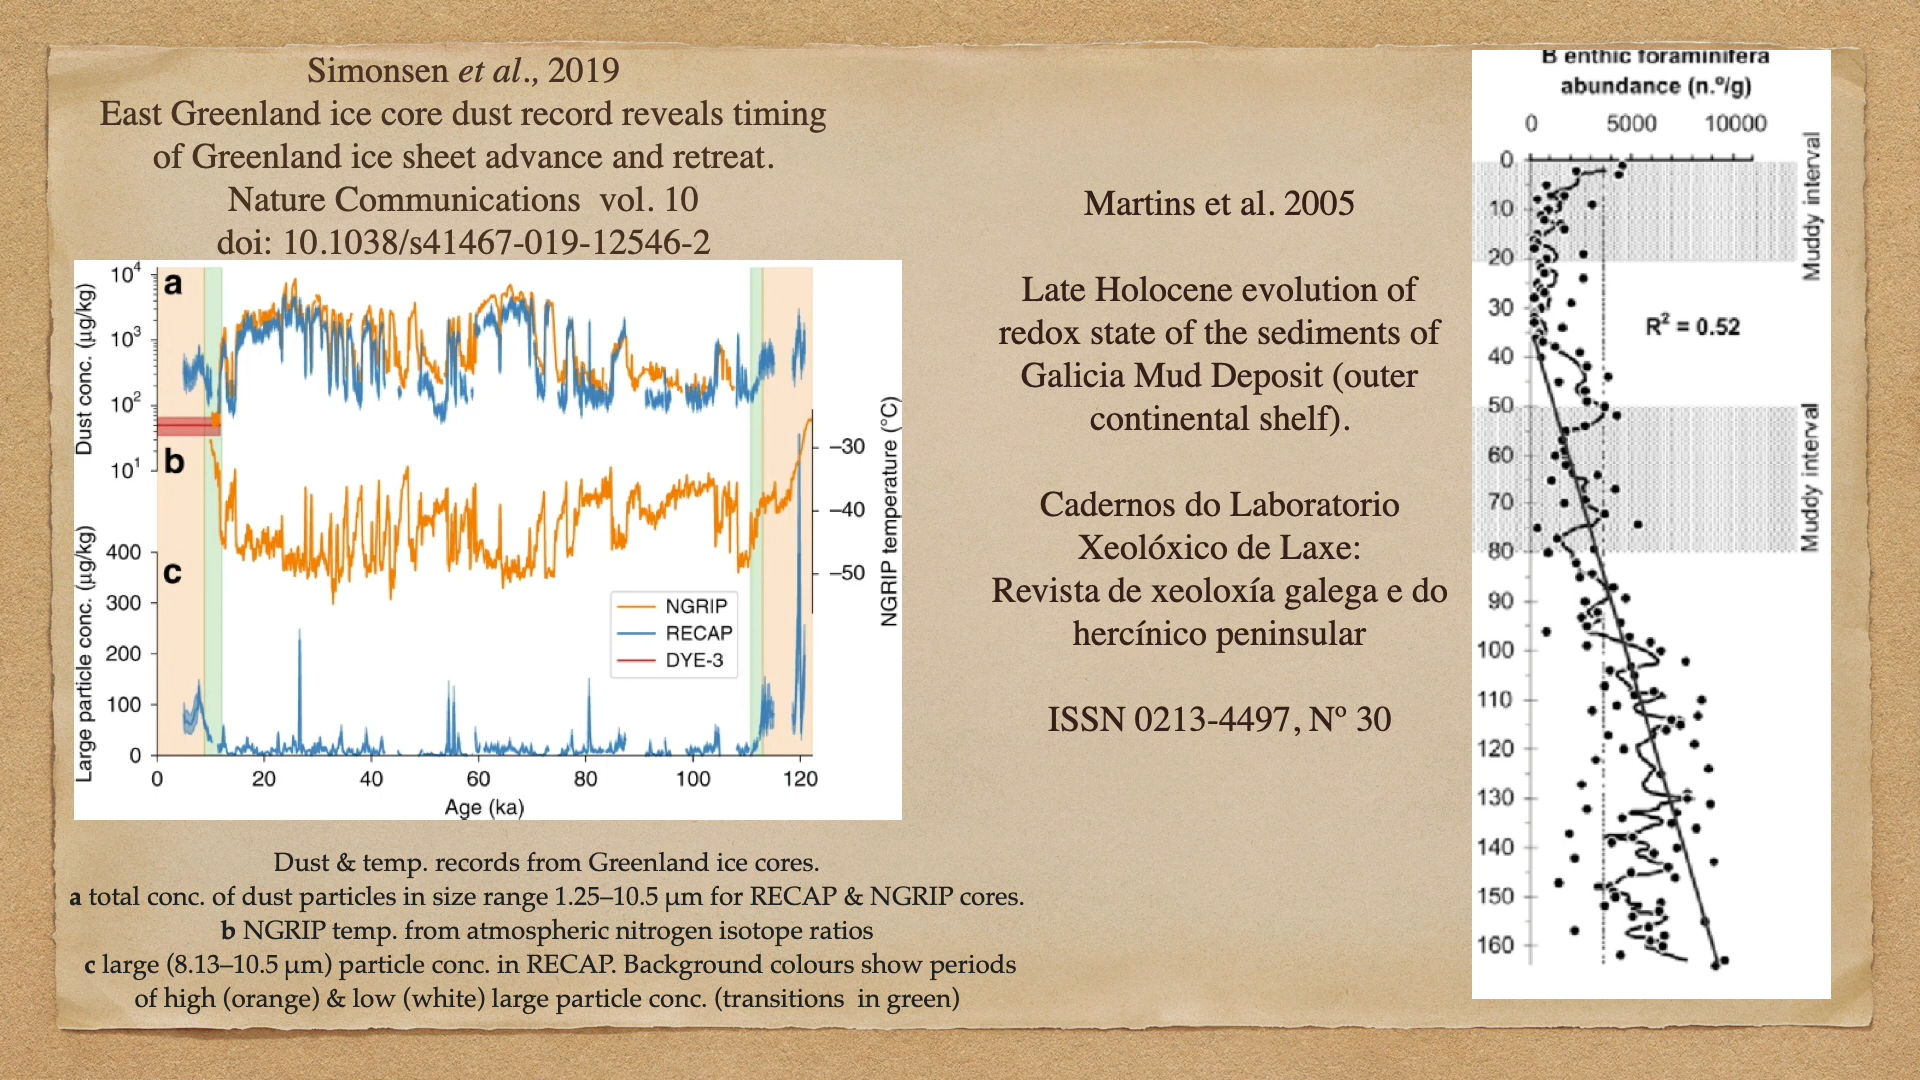 Simonsen et al., 2019
East Greenland ice core dust record reveals timing
of Greenland ice sheet advance and retreat.
Nature Communications vol. 10
doi: 10.1038/s41467-019-12546-2
a
b
c
Dust conc. (µg/kg)
10⁴
10³
10²
10¹
Large particle conc. (µg/kg)
400
300
200
100
0
NGRIP temperature (°C)
−30
−40
−50
NGRIP
RECAP
DYE-3
0 20 40 60 80 100 120
Age (ka)
Dust & temp. records from Greenland ice cores.
a total conc. of dust particles in size range 1.25–10.5 µm for RECAP & NGRIP cores.
b NGRIP temp. from atmospheric nitrogen isotope ratios
c large (8.13–10.5 µm) particle conc. in RECAP. Background colours show periods
of high (orange) & low (white) large particle conc. (transitions in green)
Martins et al. 2005
Late Holocene evolution of
redox state of the sediments of
Galicia Mud Deposit (outer
continental shelf).
Cadernos do Laboratorio
Xeolóxico de Laxe:
Revista de xeoloxía galega e do
hercínico peninsular
ISSN 0213-4497, Nº 30
B enthic foraminifera
abundance (n.º/g)
0 5000 10000
0
10
20
30
40
50
60
70
80
90
100
110
120
130
140
150
160
Muddy interval
R² = 0.52
Muddy interval